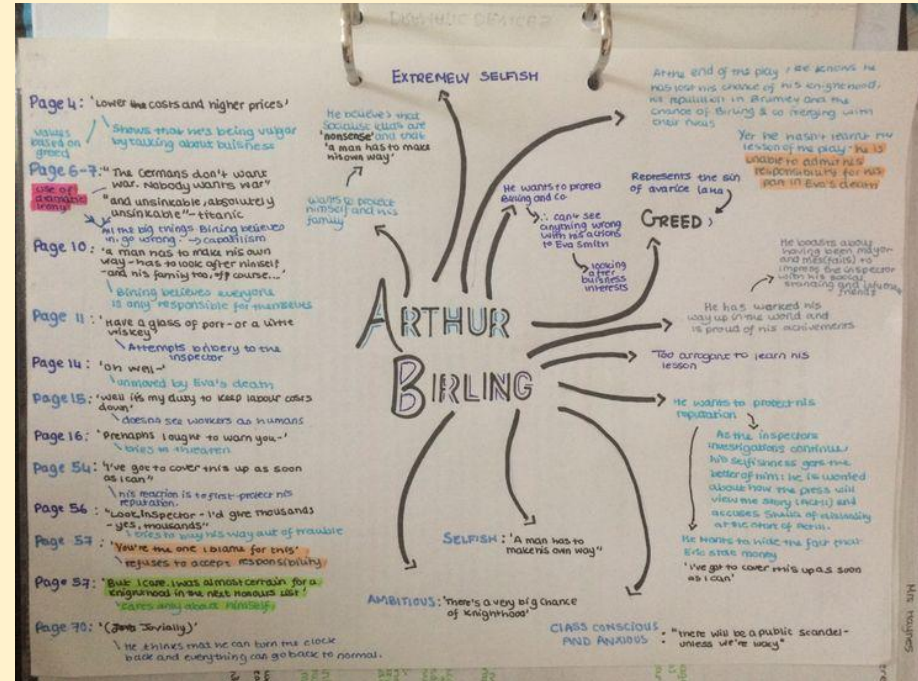 Page 4: 'Lower the costs and higher prices'
values
based on
greed
Shows that he's being vulgar
by talking about buisness
Page 6-7: "The Germans don't want
war. Nobody wants war"
use of
dramatic
irony
"and unsinkable, absolutely
unsinkable" - titanic
All the big things Birling believes
in go wrong. → capatilism
Page 10: 'a man has to make his own
way - has to look after himself
- and his family too, off course...'
Birling believes everyone
is only responsible for themselves
Page 11: 'Have a glass of port - or a little
wiskey'
Attempts bribery to the
inspector
Page 14: 'Oh well-'
unmoved by Eva's death
Page 15: 'Well it's my duty to keep labour costs
down'
doesn't see workers as humans
Page 16: 'Prehaphs I ought to warn you-'
tries to threaten
Page 54: 'I've got to cover this up as soon
as I can'
his reaction is to first-protect his
reputation.
Page 56 "Look, Inspector - I'd give thousands
- yes, thousands"
tries to buy his way out of trouble
Page 57 'You're the one I blame for this'
refuses to accept responsibility
Page 57: 'But I care. I was almost certain for a
knighthood in the next honours list'
cares only about himself
Page 70: '( Jovially)'
He thinks that he can turn the clock
back and everything can go back to normal.
EXTREMELY SELFISH
He believes that
socialist ideas are
'nonsense' and that
'a man has to make
his own way'
wants to protect
himself and his
family
He wants to protect
Birling and Co
∴ can't see
anything wrong
with his actions
to Eva Smith
looking
after
buisness
interests
ARTHUR
BIRLING
At the end of the play, he knows he
has lost his chance of his knighthood,
his reputation in Brumley and the
chance of Birling & co merging with
their rivals
Yet he hasn't learnt the
lesson of the play - he is
unable to admit his
responsibility for his
part in Eva's death
Represents the sin
of avarice
GREED
He boasts about
having been mayor
and to
impress the inspector
with his social
standing and influential
friends
He has worked his
way up in the world and
is proud of his achivements
Too arrogant to learn his
lesson
He wants to protect his
reputation
As the inspectors
investigations continue,
his selfishness gets the
better of him: he is worried
about how the press will
view the story (Act II) and
accuses Sheila of disloyalty
at the start of Act III.
He wants to hide the fact that
Eric stole money
'I've got to cover this up as soon
as I can'
SELFISH: 'A man has to
make his own way"
AMBITIOUS: 'There's a very big chance
of knighthood'
CLASS CONSCIOUS
AND ANXIOUS: "there will be a public scandel-
unless we're